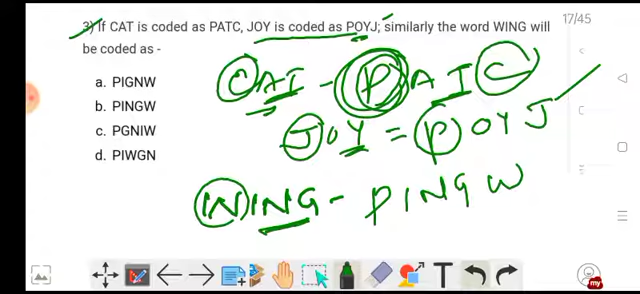 3) If CAT is coded as PATC, JOY is coded as POYJ; similarly the word WING will
17/45
be coded as -
a. PIGNW
b. PINGW
c. PGNIW
d. PIWGN
CAT - PATC
JOY = POYJ
WING - PINGW
T
my